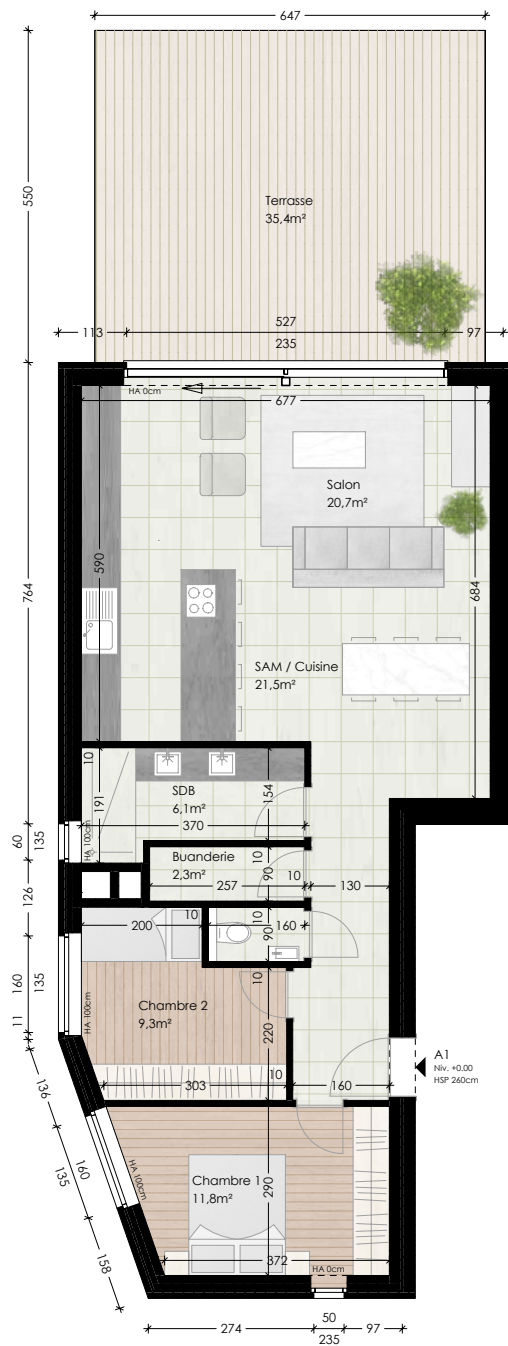 647
550
Terrasse
35,4m²
113
527
97
235
HA 0cm
677
Salon
20,7m²
764
590
684
SAM / Cuisine
21,5m²
10
191
SDB
6,1m²
154
370
HA 100cm
60
135
126
Buanderie
2,3m²
10
90
257
10
130
200
10
10
90
160
160
135
11
HA 100cm
Chambre 2
9,3m²
10
220
303
10
160
A1
Niv. +0.00
HSP 260cm
136
160
135
158
HA 100cm
Chambre 1
11,8m²
290
372
HA 0cm
274
50
97
235